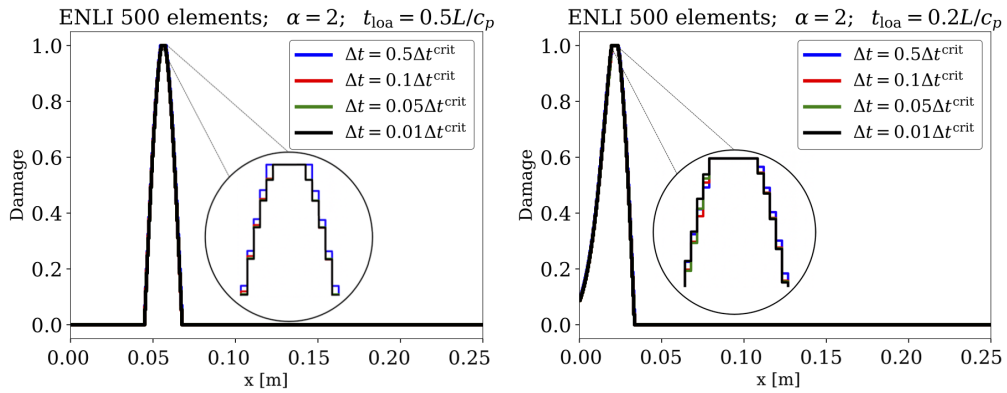 ENLI 500 elements; α = 2; t_loa = 0.5L/c_p
1.0
0.8
0.6
0.4
0.2
0.0
Damage
Δt = 0.5Δt^crit
Δt = 0.1Δt^crit
Δt = 0.05Δt^crit
Δt = 0.01Δt^crit
0.00 0.05 0.10 0.15 0.20 0.25
x [m]
ENLI 500 elements; α = 2; t_loa = 0.2L/c_p
1.0
0.8
0.6
0.4
0.2
0.0
Damage
Δt = 0.5Δt^crit
Δt = 0.1Δt^crit
Δt = 0.05Δt^crit
Δt = 0.01Δt^crit
0.00 0.05 0.10 0.15 0.20 0.25
x [m]